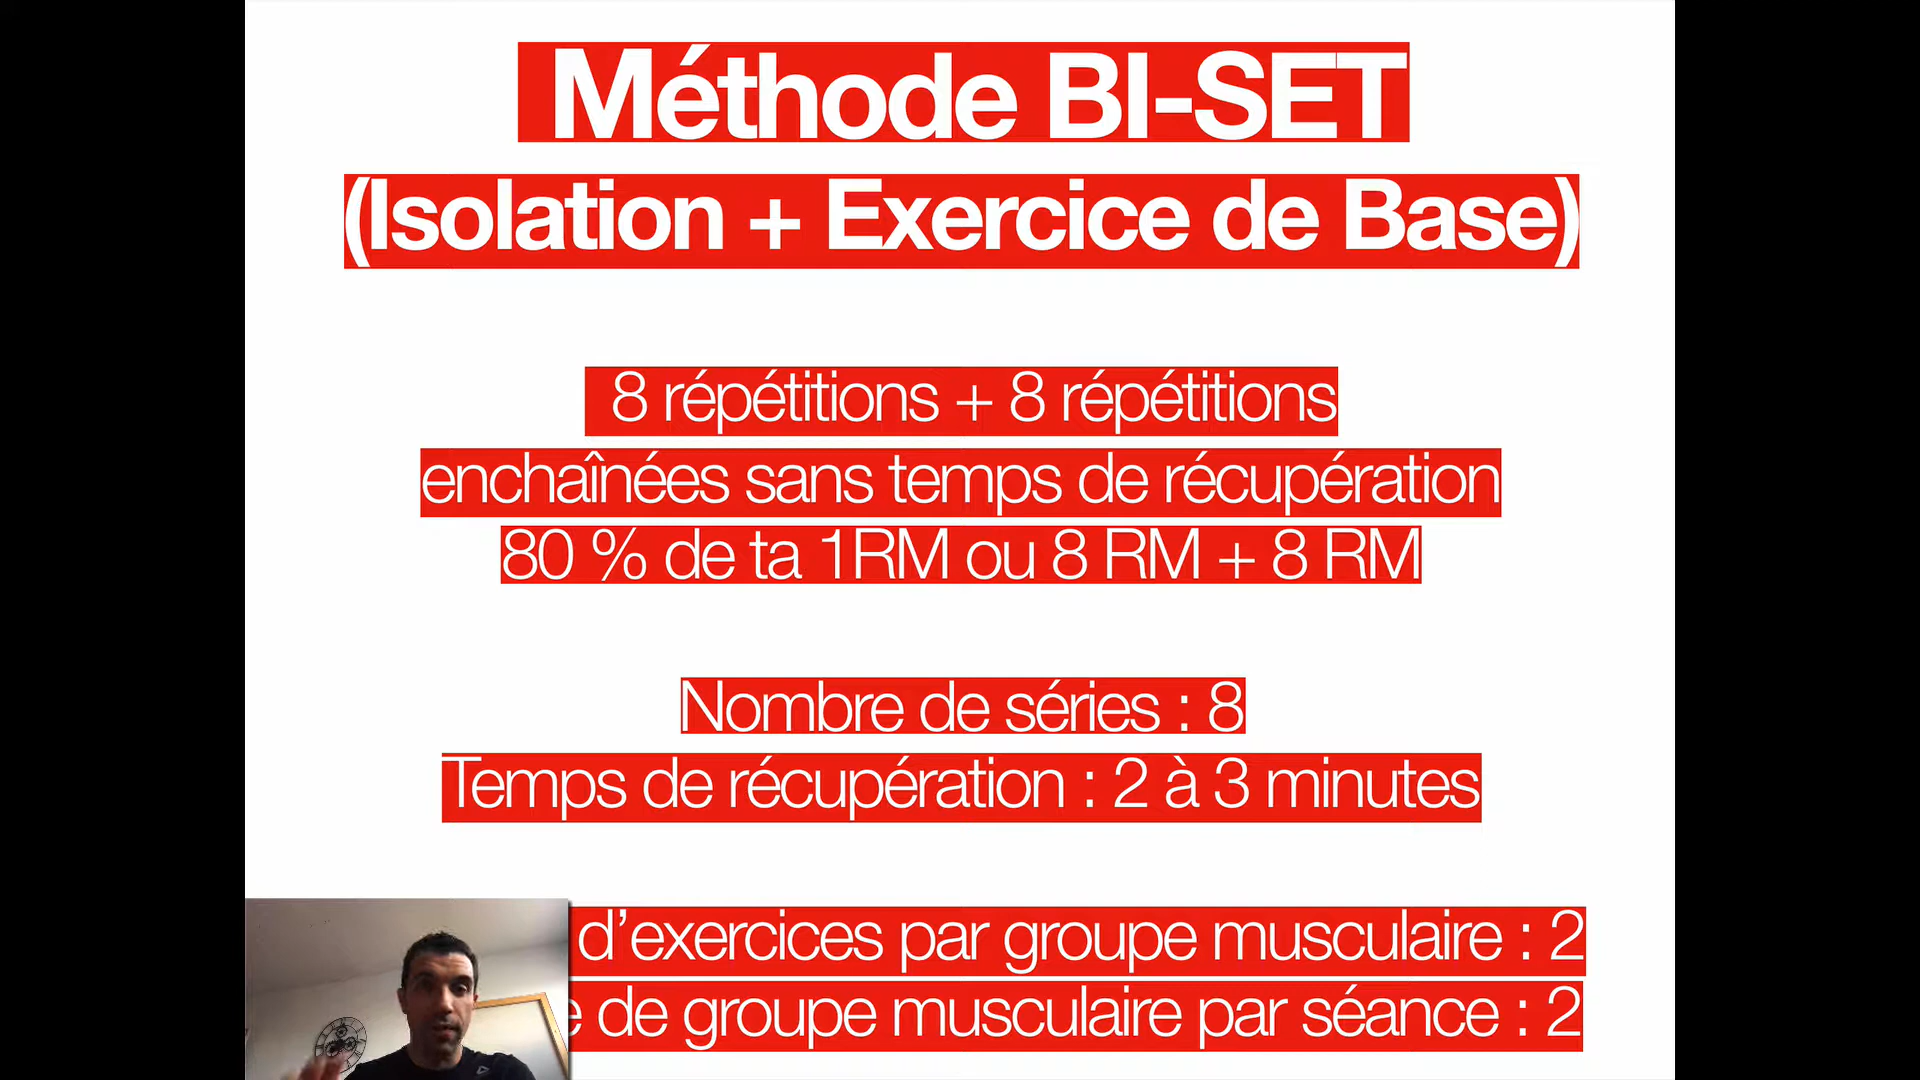 Méthode BI-SET
(Isolation + Exercice de Base)
8 répétitions + 8 répétitions
enchaînées sans temps de récupération
80 % de ta 1RM ou 8 RM + 8 RM
Nombre de séries : 8
Temps de récupération : 2 à 3 minutes
d’exercices par groupe musculaire : 2
de groupe musculaire par séance : 2